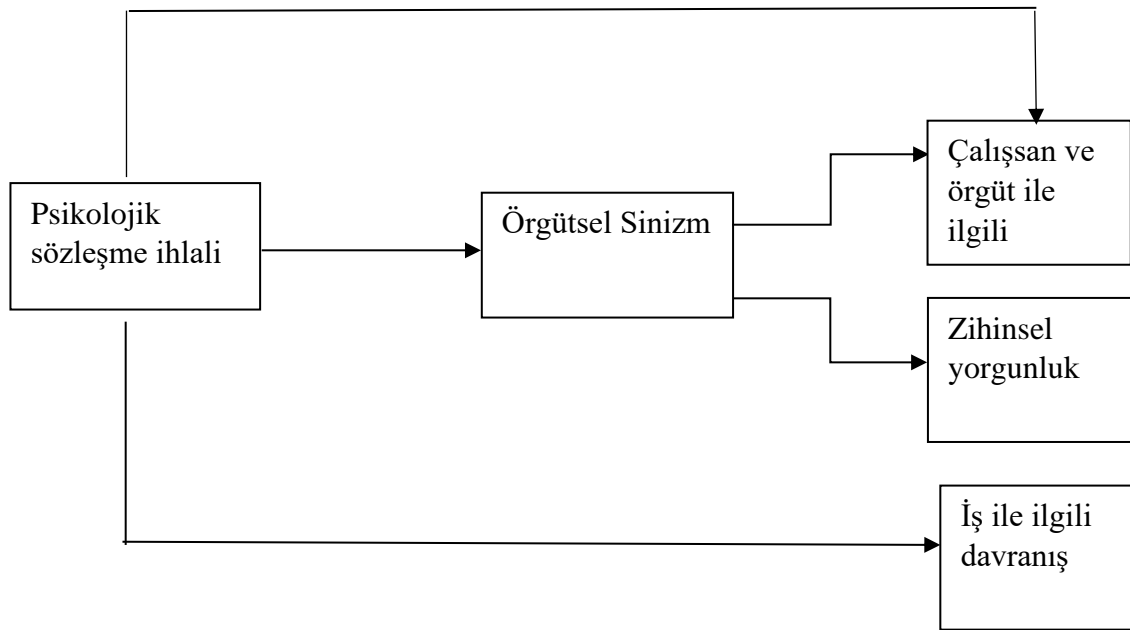 Psikolojik
sözleşme ihlali
Örgütsel Sinizm
Çalışsan ve
örgüt ile
ilgili
Zihinsel
yorgunluk
İş ile ilgili
davranış